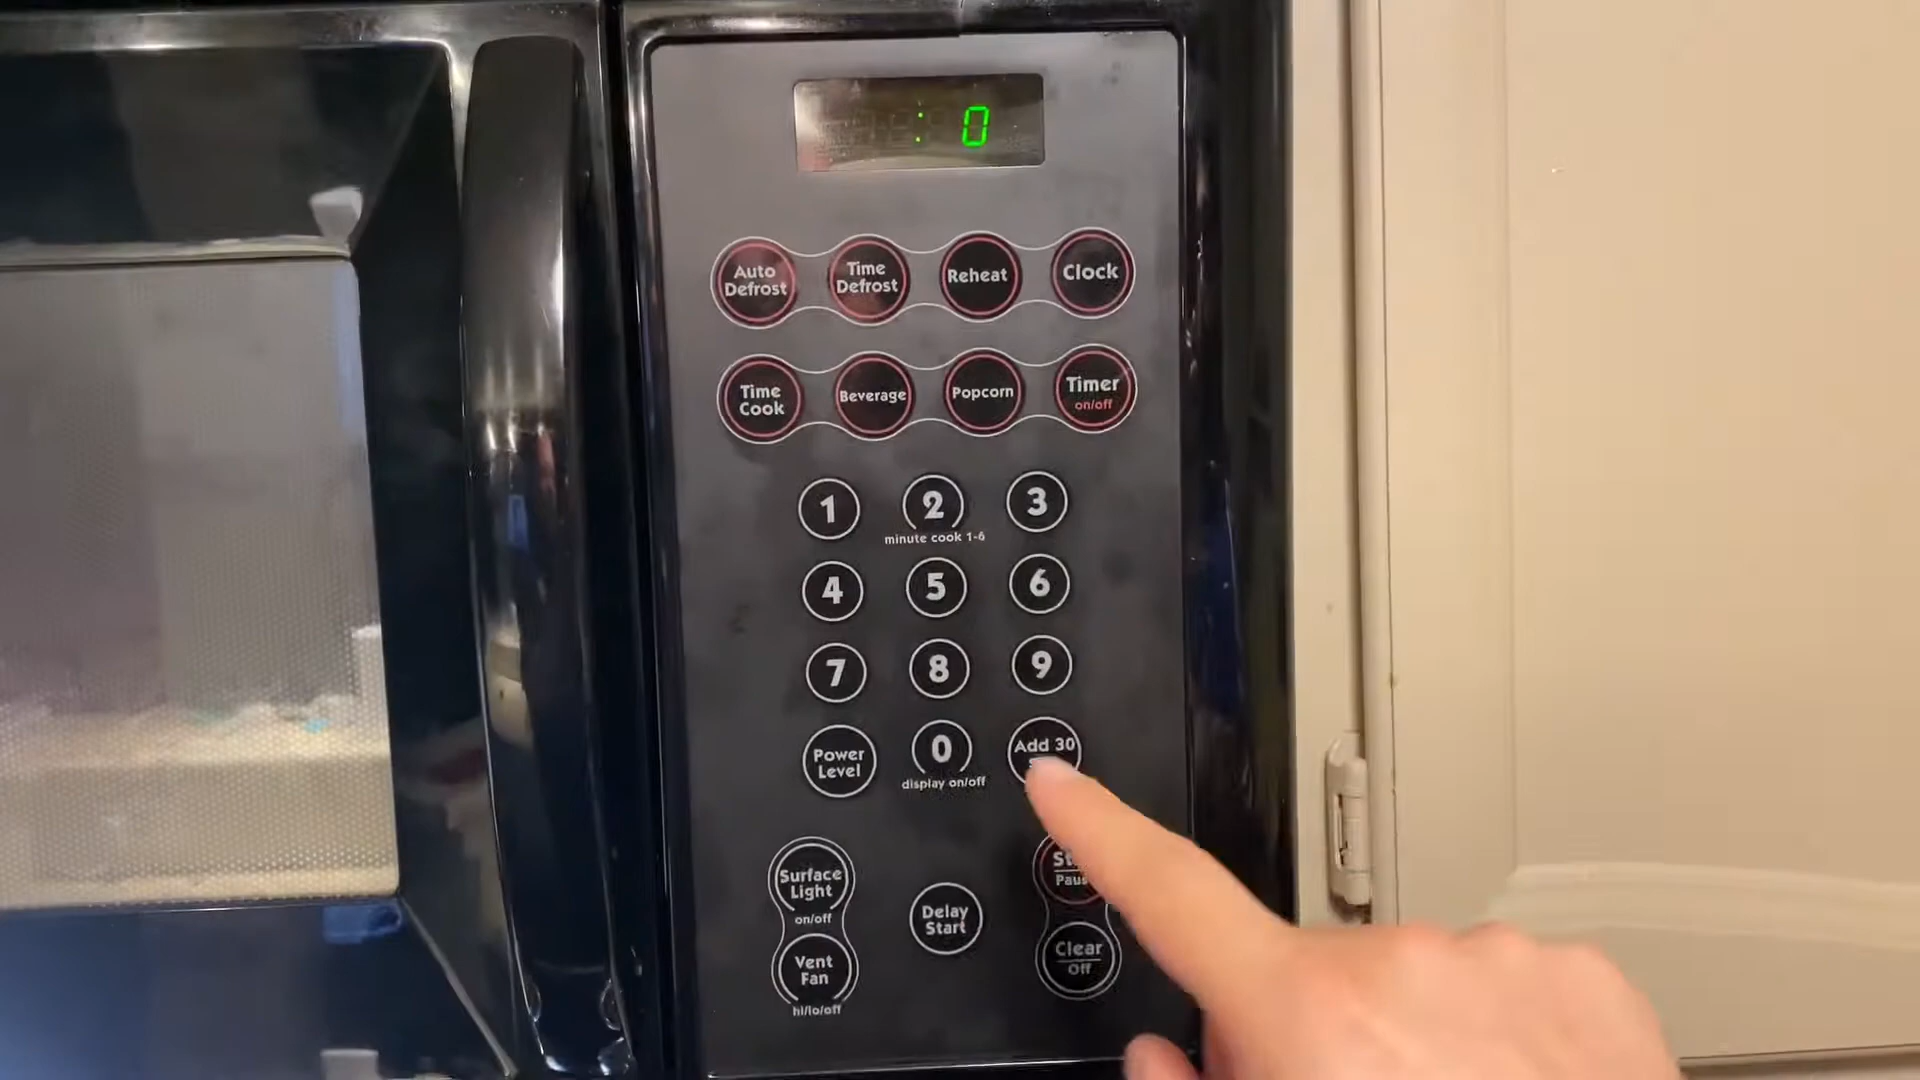 : 0
Auto
Defrost
Time
Defrost
Reheat
Clock
Time
Cook
Beverage
Popcorn
Timer
on/off
1 2 3
minute cook 1-6
4 5 6
7 8 9
Power
Level
0
display on/off
Add 30
Surface
Light
on/off
Vent
Fan
hi/lo/off
Delay
Start
Paus
Clear
Off